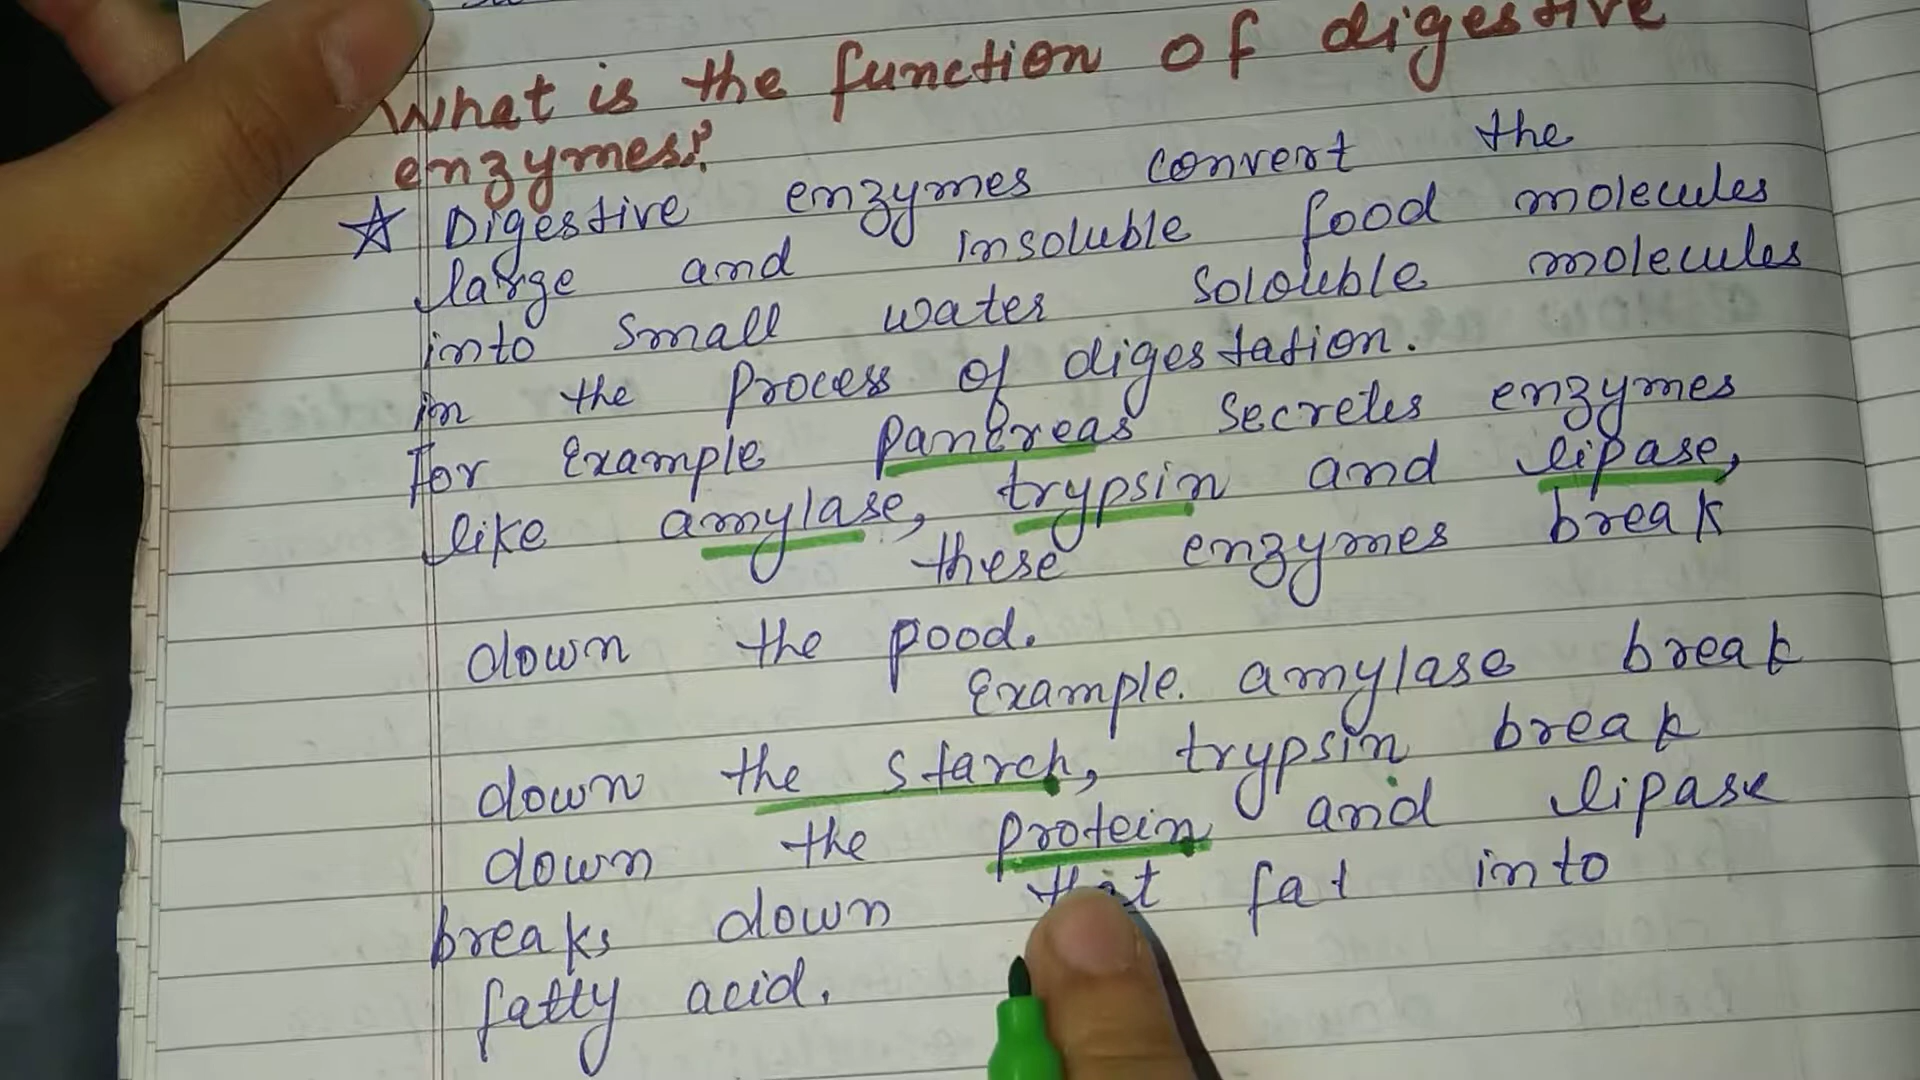 What is the function of digestive
enzymes?
☆ Digestive enzymes convert the
large and insoluble food molecules
into small water solouble molecules
in the process of digestation.
For Example pancreas secretes enzymes
like amylase, trypsin and lipase,
these enzymes break
down the pood.
Example. amylase break
down the starch, trypsin break
down the protein and lipase
breaks down fat into
fatty acid.